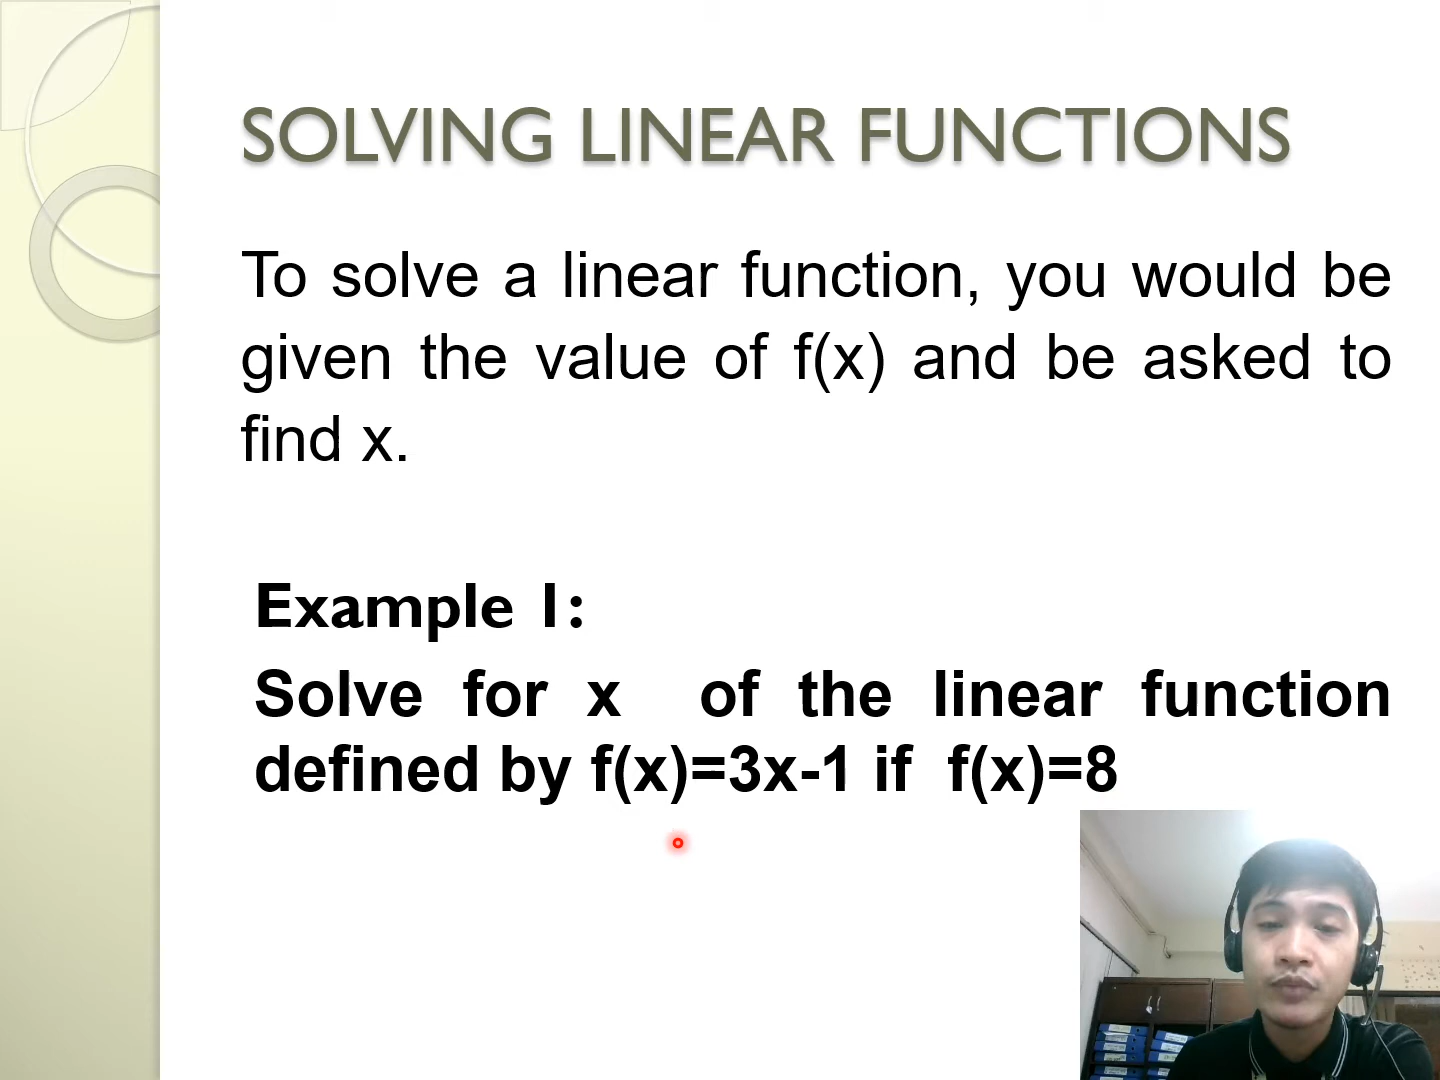 SOLVING LINEAR FUNCTIONS
To solve a linear function, you would be
given the value of f(x) and be asked to
find x.
Example 1:
Solve for x of the linear function
defined by f(x)=3x-1 if f(x)=8